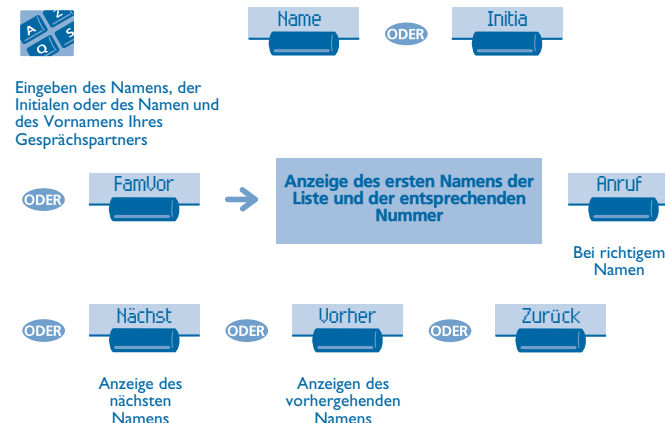 A Z Q S
Name ODER Initia
Eingeben des Namens, der
Initialen oder des Namen und
des Vornamens Ihres
Gesprächspartners
ODER FamVor
Anzeige des ersten Namens der
Liste und der entsprechenden
Nummer
Anruf
Bei richtigem
Namen
ODER Nächst ODER Vorher ODER Zurück
Anzeige des
nächsten
Namens
Anzeigen des
vorhergehenden
Namens